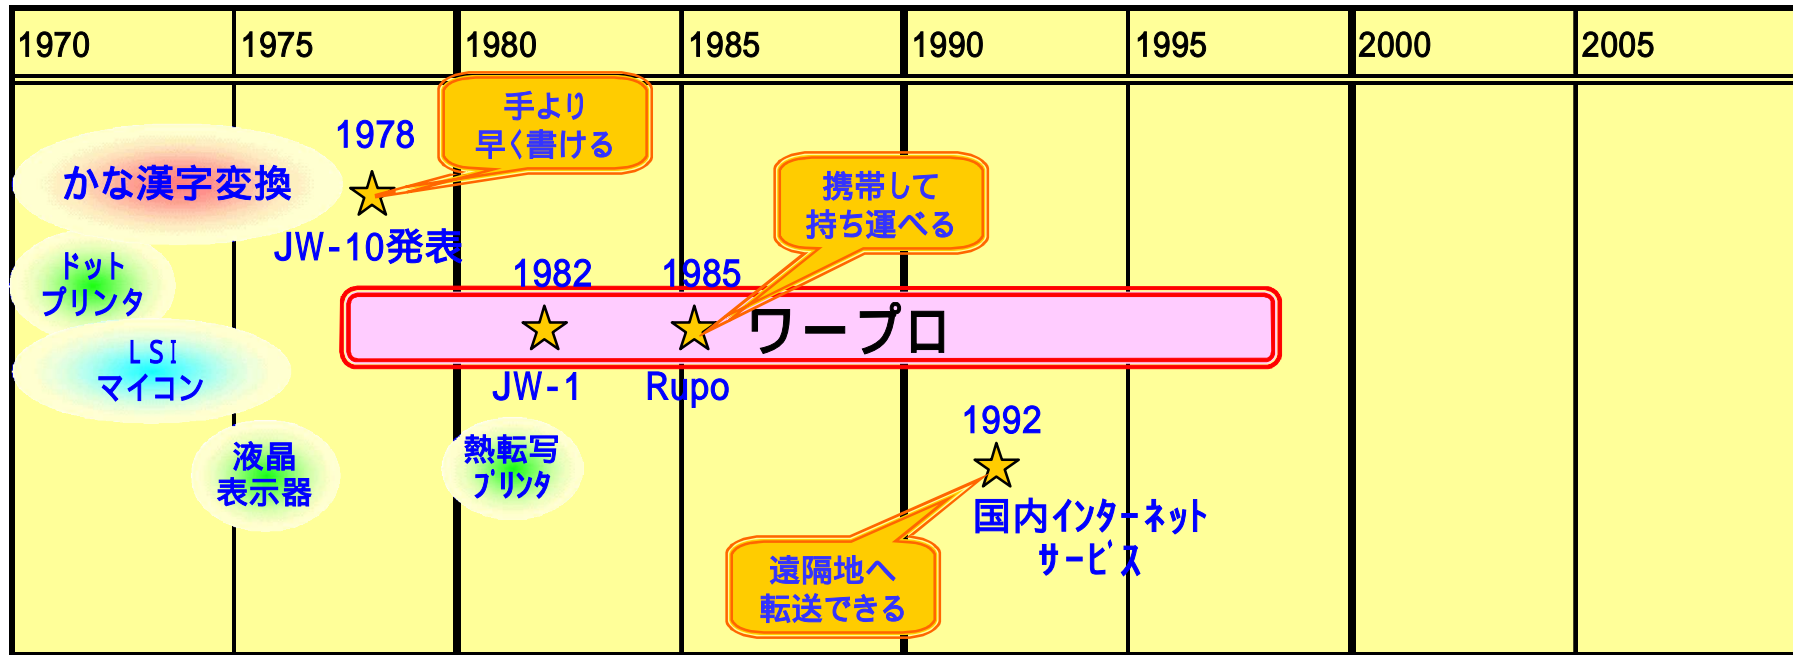 1970
1975
1980
1985
1990
1995
2000
2005
手より
早く書ける
1978
かな漢字変換
JW-10発表
携帯して
持ち運べる
ドット
プリンタ
1982
1985
ワープロ
LSI
マイコン
JW-1
Rupo
1992
液晶
表示器
熱転写
プリンタ
国内インターネット
サービス
遠隔地へ
転送できる